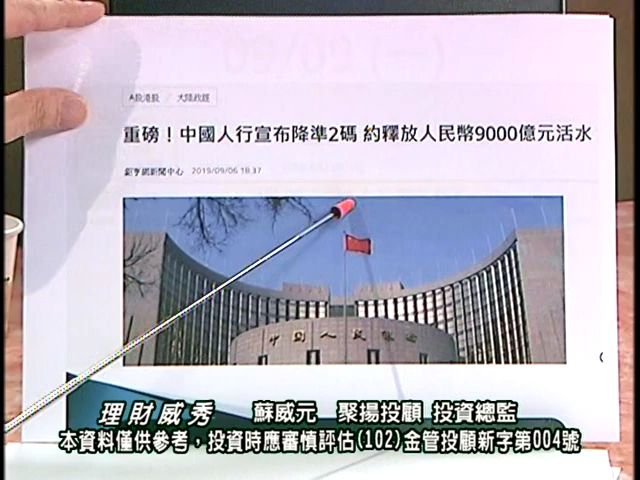 A股港股 / 大陸政經
重磅！中國人行宣布降準2碼 約釋放人民幣9000億元活水
鉅亨網新聞中心 2019/09/06 18:37
中國人民銀行
理財威秀 蘇威元 聚揚投顧 投資總監
本資料僅供參考，投資時應審慎評估(102)金管投顧新字第004號